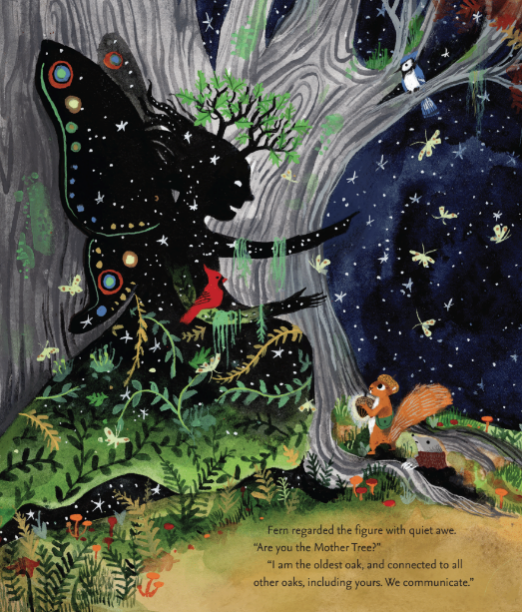 Fern regarded the figure with quiet awe.
“Are you the Mother Tree?”
“I am the oldest oak, and connected to all
other oaks, including yours. We communicate.”